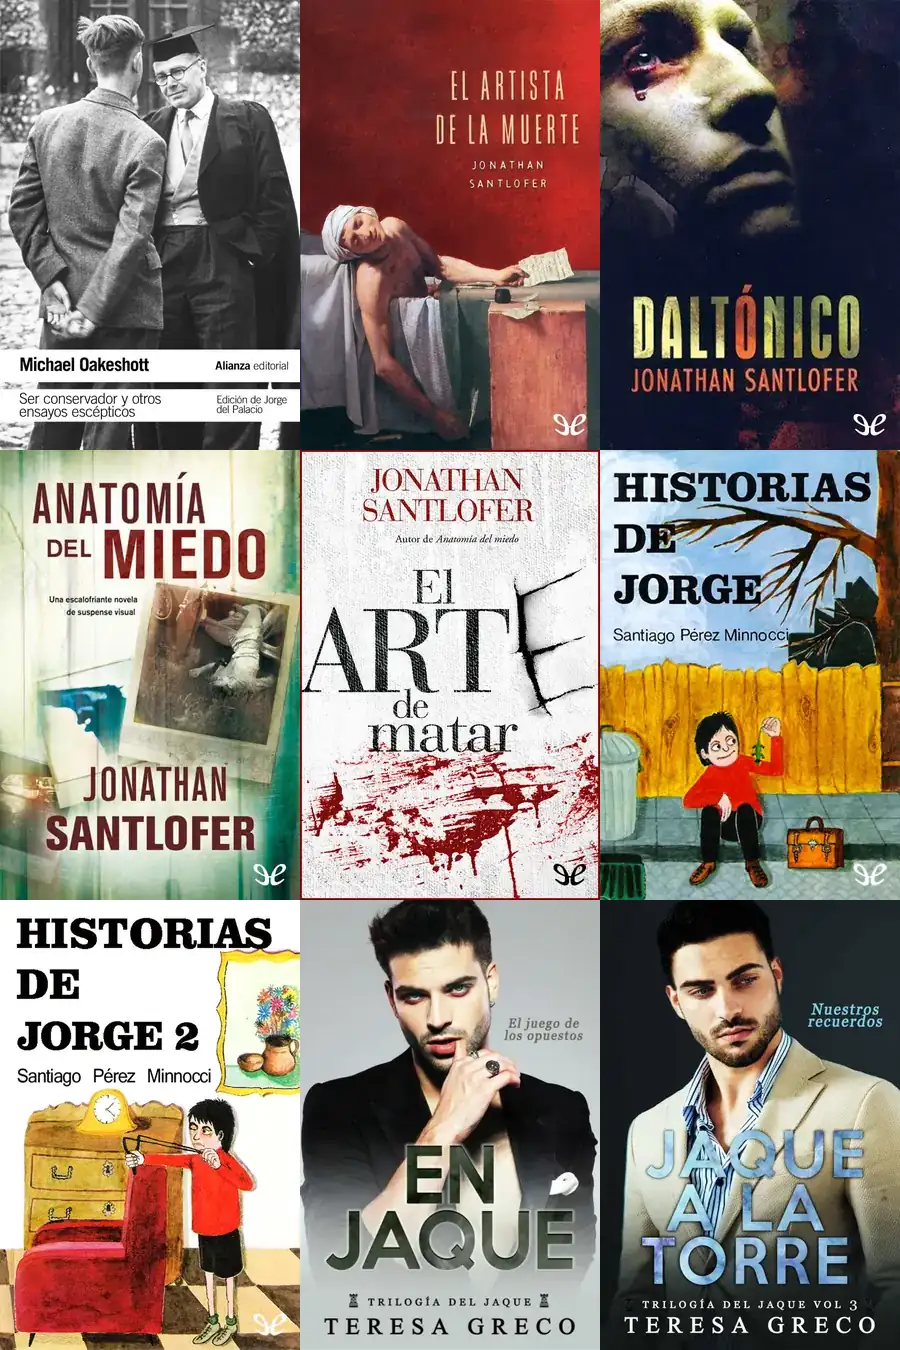 Michael Oakeshott
Alianza editorial
Ser conservador y otros
ensayos escépticos
Edición de Jorge
del Palacio
EL ARTISTA
DE LA MUERTE
JONATHAN
SANTLOFER
DALTÓNICO
JONATHAN SANTLOFER
ANATOMÍA
DEL MIEDO
Una escalofriante novela
de suspense visual
JONATHAN
SANTLOFER
JONATHAN
SANTLOFER
Autor de Anatomía del miedo
El
ARTE
de
matar
HISTORIAS
DE
JORGE
Santiago Pérez Minnocci
HISTORIAS
DE
JORGE 2
Santiago Pérez Minnocci
El juego de
los opuestos
EN
JAQUE
TRILOGÍA DEL JAQUE
TERESA GRECO
Nuestros
recuerdos
JAQUE
A LA
TORRE
TRILOGÍA DEL JAQUE VOL 3
TERESA GRECO